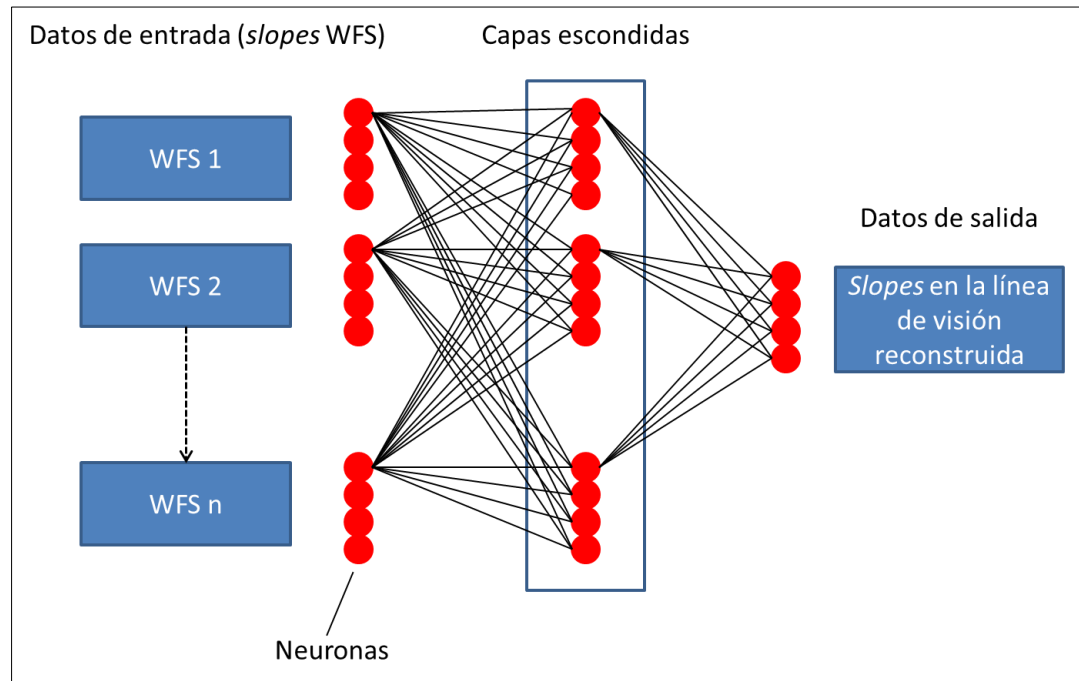 Datos de entrada (slopes WFS)
Capas escondidas
WFS 1
WFS 2
WFS n
Neuronas
Datos de salida
Slopes en la línea
de visión
reconstruida